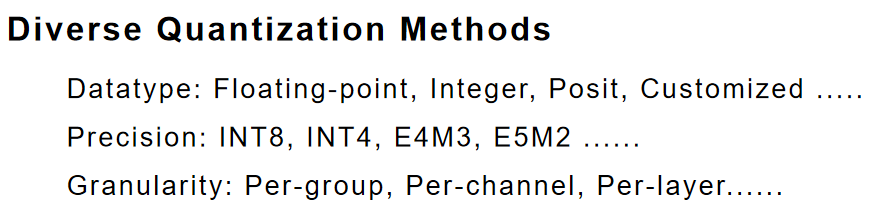 Diverse Quantization Methods
Datatype: Floating-point, Integer, Posit, Customized .....
Precision: INT8, INT4, E4M3, E5M2 ......
Granularity: Per-group, Per-channel, Per-layer......